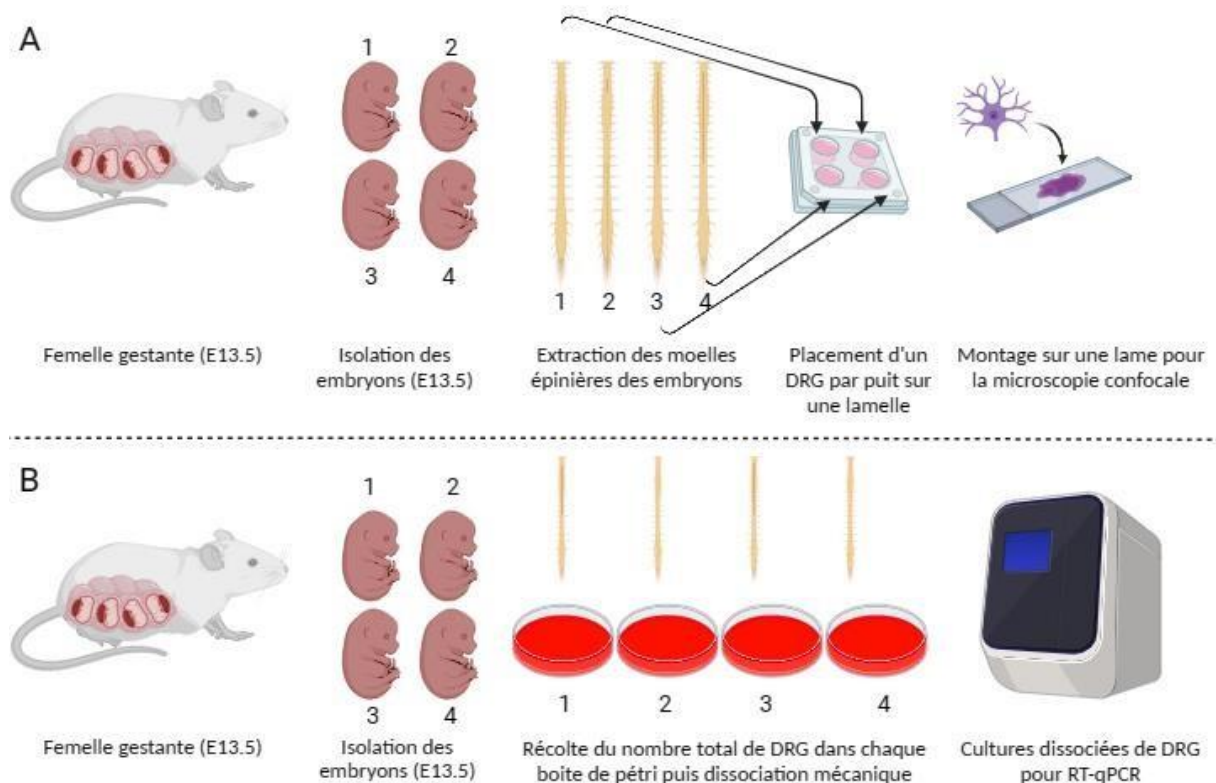 A
1 2
3 4
1 2 3 4
Femelle gestante (E13.5)
Isolation des
embryons (E13.5)
Extraction des moelles
épinières des embryons
Placement d'un
DRG par puit sur
une lamelle
Montage sur une lame pour
la microscopie confocale
B
1 2
3 4
1 2 3 4
Femelle gestante (E13.5)
Isolation des
embryons (E13.5)
Récolte du nombre total de DRG dans chaque
boite de pétri puis dissociation mécanique
Cultures dissociées de DRG
pour RT-qPCR